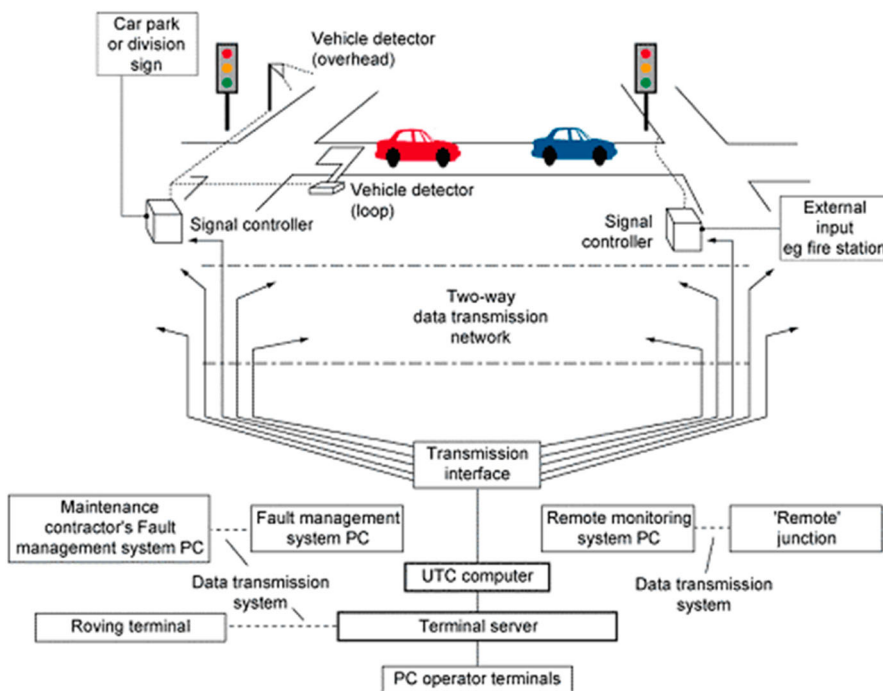 Car park
or division
sign
Vehicle detector
(overhead)
Vehicle detector
(loop)
Signal controller
Signal
controller
External
input
eg fire station
Two-way
data transmission
network
Transmission
interface
Maintenance
contractor's Fault
management system PC
Fault management
system PC
Remote monitoring
system PC
'Remote'
junction
Data transmission
system
Data transmission
system
UTC computer
Roving terminal
Terminal server
PC operator terminals